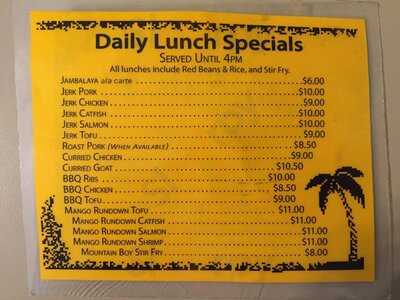 Daily Lunch Specials
Served Until 4pm
All lunches include Red Beans & Rice, and Stir Fry.
Jambalaya ala carte $6.00
Jerk Pork $10.00
Jerk Chicken $9.00
Jerk Catfish $10.00
Jerk Salmon $10.00
Jerk Tofu $9.00
Roast Pork (When Available) $8.50
Curried Chicken $9.00
Curried Goat $10.50
BBQ Ribs $10.00
BBQ Chicken $8.50
BBQ Tofu $9.00
Mango Rundown Tofu $11.00
Mango Rundown Catfish $11.00
Mango Rundown Salmon $11.00
Mango Rundown Shrimp $11.00
Mountain Boy Stir Fry $8.00